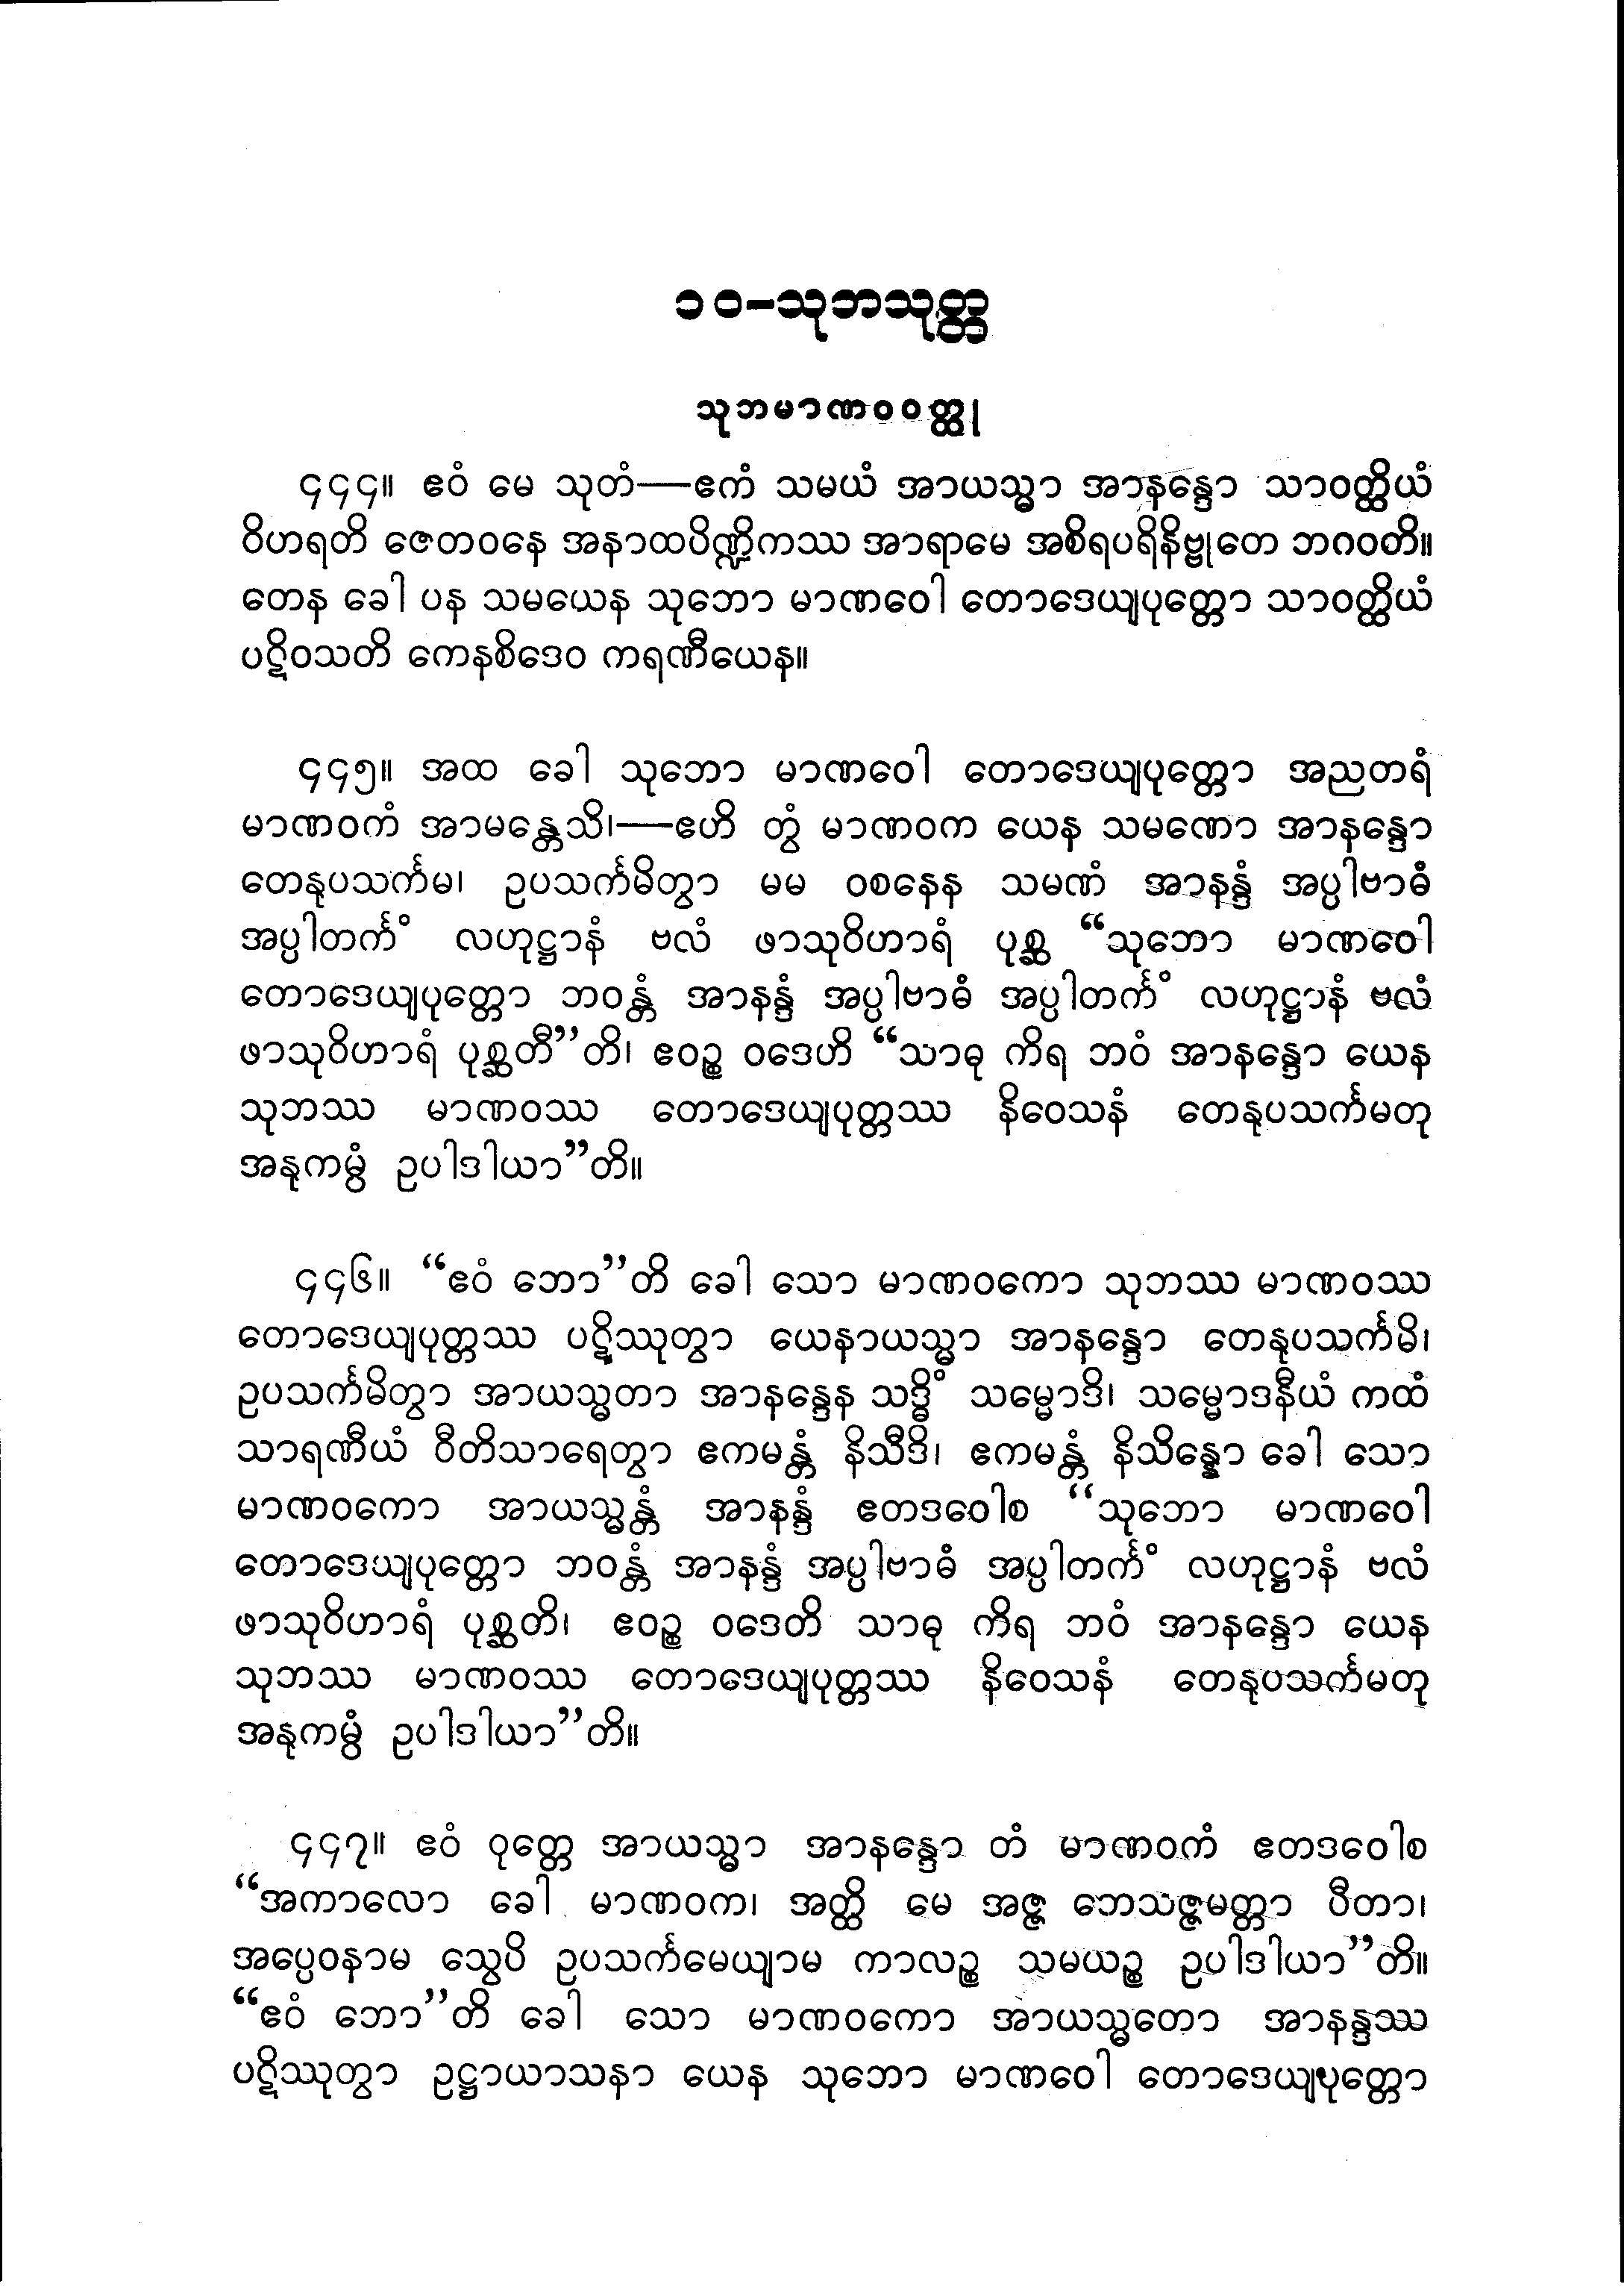 ၁၀-သုဘသုတ္တ
သုဘမာဏဝဝတ္ထု
၄၄၄။ ဧဝံ မေ သုတံ—ဧကံ သမယံ အာယသ္မာ အာနန္ဒော သာဝတ္ထိယံ
ဝိဟရတိ ဇေတဝနေ အနာထပိဏ္ဍိကဿ အာရာမေ အစိရပရိနိဗ္ဗုတေ ဘဂဝတိ။
တေန ခေါ ပန သမယေန သုဘော မာဏဝေါ တောဒေယျပုတ္တော သာဝတ္ထိယံ
ပဋိဝသတိ ကေနစိဒေဝ ကရဏီယေန။
၄၄၅။ အထ ခေါ သုဘော မာဏဝေါ တောဒေယျပုတ္တော အညတရံ
မာဏဝကံ အာမန္တေသိ၊—ဧဟိ တွံ မာဏဝက ယေန သမဏော အာနန္ဒော
တေနုပသင်္ကမ၊ ဥပသင်္ကမိတွာ မမ ဝစနေန သမဏံ အာနန္ဒံ အပ္ပါဗာဓံ
အပ္ပါတင်္ကံ လဟုဋ္ဌာနံ ဗလံ ဖာသုဝိဟာရံ ပုစ္ဆ “သုဘော မာဏဝေါ
တောဒေယျပုတ္တော ဘဝန္တံ အာနန္ဒံ အပ္ပါဗာဓံ အပ္ပါတင်္ကံ လဟုဋ္ဌာနံ ဗလံ
ဖာသုဝိဟာရံ ပုစ္ဆတီ”တိ၊ ဧဝဉ္စ ဝဒေဟိ “သာဓု ကိရ ဘဝံ အာနန္ဒော ယေန
သုဘဿ မာဏဝဿ တောဒေယျပုတ္တဿ နိဝေသနံ တေနုပသင်္ကမတု
အနုကမ္ပံ ဥပါဒါယာ”တိ။
၄၄၆။ “ဧဝံ ဘော”တိ ခေါ သော မာဏဝကော သုဘဿ မာဏဝဿ
တောဒေယျပုတ္တဿ ပဋိဿုတွာ ယေနာယသ္မာ အာနန္ဒော တေနုပသင်္ကမိ၊
ဥပသင်္ကမိတွာ အာယသ္မတာ အာနန္ဒေန သဒ္ဓိံ သမ္မောဒိ၊ သမ္မောဒနီယံ ကထံ
သာရဏီယံ ဝီတိသာရေတွာ ဧကမန္တံ နိသီဒိ၊ ဧကမန္တံ နိသိန္နော ခေါ သော
မာဏဝကော အာယသ္မန္တံ အာနန္ဒံ ဧတဒဝေါစ “သုဘော မာဏဝေါ
တောဒေယျပုတ္တော ဘဝန္တံ အာနန္ဒံ အပ္ပါဗာဓံ အပ္ပါတင်္ကံ လဟုဋ္ဌာနံ ဗလံ
ဖာသုဝိဟာရံ ပုစ္ဆတိ၊ ဧဝဉ္စ ဝဒေတိ သာဓု ကိရ ဘဝံ အာနန္ဒော ယေန
သုဘဿ မာဏဝဿ တောဒေယျပုတ္တဿ နိဝေသနံ တေနုပသင်္ကမတု
အနုကမ္ပံ ဥပါဒါယာ”တိ။
၄၄၇။ ဧဝံ ဝုတ္တေ အာယသ္မာ အာနန္ဒော တံ မာဏဝကံ ဧတဒဝေါစ
“အကာလော ခေါ မာဏဝက၊ အတ္ထိ မေ အဇ္ဇ ဘေသဇ္ဇမတ္တာ ပီတာ၊
အပ္ပေဝနာမ သွေပိ ဥပသင်္ကမေယျာမ ကာလဉ္စ သမယဉ္စ ဥပါဒါယာ”တိ။
“ဧဝံ ဘော”တိ ခေါ သော မာဏဝကော အာယသ္မတော အာနန္ဒဿ
ပဋိဿုတွာ ဥဋ္ဌာယာသနာ ယေန သုဘော မာဏဝေါ တောဒေယျပုတ္တော